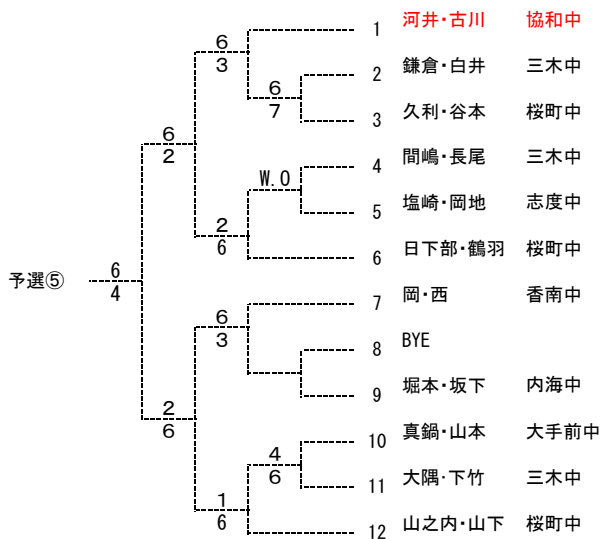 1 河井・古川 協和中
6
3
2 鎌倉・白井 三木中
6
7
3 久利・谷本 桜町中
6
2
4 間嶋・長尾 三木中
W.O
5 塩崎・岡地 志度中
2
6
6 日下部・鶴羽 桜町中
予選⑤
6
4
7 岡・西 香南中
6
3
8 BYE
9 堀本・坂下 内海中
2
6
10 真鍋・山本 大手前中
4
6
11 大隅・下竹 三木中
1
6
12 山之内・山下 桜町中